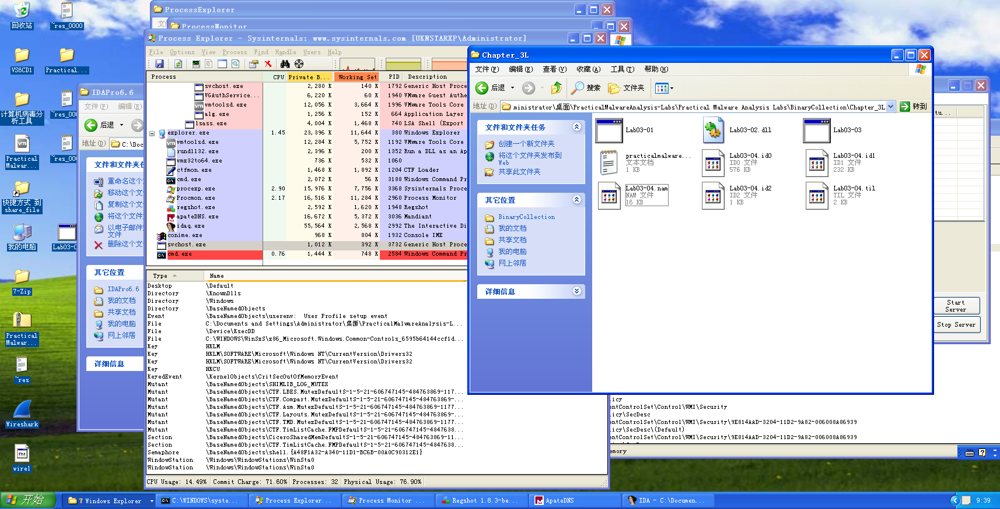 回收站
~res_0000
VS6CD1
Practical...
计算机病毒分
析工具
~res_00
Practical
Malwar...
~res_00
快捷方式 到
share_file
我的电脑
Lab03-0
7-Zip
Practical
Malwar...
~res
Wireshark
wire1
ProcessExplorer
文
ProcessMonitor
IDAPro6.6
文件(F) 编辑(E)
后退
地址(D) C:\Doc
文件和文件夹任
重命名这个文
移动这个文
复制这个文
将这个文件
以电子邮件
文件
删除这个文
其它位置
IDAPro6.6
我的文档
共享文档
我的电脑
网上邻居
详细信息
Process Explorer - Sysinternals: www.sysinternals.com [UKNSTARXP\Administrator]
File Options View Process Find Handle Users Help
Process CPU Private B... Working Set PID Description
svchost.exe 2,280 K 140 K 1792 Generic Host Proce
VGAuthService... 6,220 K 60 K 1940 VMware Guest Authe
vmtoolsd.exe 12,056 K 3,664 K 1996 VMware Tools Core
alg.exe 1,256 K 152 K 664 Application Layer
lsass.exe 4,004 K 1,468 K 740 LSA Shell (Export
explorer.exe 1.45 23,396 K 11,644 K 380 Windows Explorer
vmtoolsd.exe 12,284 K 5,752 K 1192 VMware Tools Core
rundll32.exe 2,396 K 200 K 1352 Run a DLL as an Ap
vmx32to64.exe 736 K 532 K 1060
ctfmon.exe 1,468 K 1,892 K 1204 CTF Loader
cmd.exe 2,072 K 56 K 3188 Windows Command Pr
procexp.exe 2.90 15,976 K 7,756 K 3368 Sysinternals Proce
Procmon.exe 2.17 16,516 K 11,284 K 2960 Process Monitor
regshot.exe 2,592 K 1,620 K 1948 Regshot
apateDNS.exe 16,672 K 5,372 K 3036 Mandiant
idaq.exe 55,564 K 2,568 K 2992 The Interactive Di
conime.exe 968 K 804 K 1932 Console IME
svchost.exe 1,012 K 392 K 3732 Generic Host Proce
cmd.exe 0.76 1,444 K 748 K 2584 Windows Command Pr
Type Name
Desktop \Default
Directory \KnownDlls
Directory \Windows
Directory \BaseNamedObjects
Event \BaseNamedObjects\userenv: User Profile setup event
File C:\Documents and Settings\Administrator\桌面\PracticalMalwareAnalysis-L...
File \Device\KsecDD
File C:\WINDOWS\WinSxS\x86_Microsoft.Windows.Common-Controls_6595b64144ccf1d...
Key HKLM
Key HKLM\SOFTWARE\Microsoft\Windows NT\CurrentVersion\Drivers32
Key HKLM\SOFTWARE\Microsoft\Windows NT\CurrentVersion\Drivers32
Key HKCU
KeyedEvent \KernelObjects\CritSecOutOfMemoryEvent
Mutant \BaseNamedObjects\SHIMLIB_LOG_MUTEX
Mutant \BaseNamedObjects\CTF.LBES.MutexDefaultS-1-5-21-606747145-484763869-117...
Mutant \BaseNamedObjects\CTF.Compart.MutexDefaultS-1-5-21-606747145-484763869-...
Mutant \BaseNamedObjects\CTF.Asm.MutexDefaultS-1-5-21-606747145-484763869-1177...
Mutant \BaseNamedObjects\CTF.Layouts.MutexDefaultS-1-5-21-606747145-484763869-...
Mutant \BaseNamedObjects\CTF.TMD.MutexDefaultS-1-5-21-606747145-484763869-1177...
Mutant \BaseNamedObjects\CTF.TimListCache.FMPDefaultS-1-5-21-606747145-4847638...
Section \BaseNamedObjects\CiceroSharedMemDefaultS-1-5-21-606747145-484763869-11...
Section \BaseNamedObjects\CTF.TimListCache.FMPDefaultS-1-5-21-606747145-4847638...
Semaphore \BaseNamedObjects\shell.{A48F1A32-A340-11D1-BC6B-00A0C90312E1}
WindowStation \Windows\WindowStations\WinSta0
WindowStation \Windows\WindowStations\WinSta0
CPU Usage: 14.49% Commit Charge: 71.60% Processes: 32 Physical Usage: 76.90%
Chapter_3L
文件(F) 编辑(E) 查看(V) 收藏(A) 工具(T) 帮助(H)
后退 搜索 文件夹
地址(D) ministrator\桌面\PracticalMalwareAnalysis-Labs\Practical Malware Analysis Labs\BinaryCollection\Chapter_3L 转到
文件和文件夹任务
创建一个新文件夹
将这个文件夹发布到
Web
共享此文件夹
其它位置
BinaryCollection
我的文档
共享文档
我的电脑
网上邻居
详细信息
Lab03-01
Lab03-02.dll
Lab03-03
practicalmalware...
文本文档
1 KB
Lab03-04.id0
ID0 文件
576 KB
Lab03-04.id1
ID1 文件
232 KB
Lab03-04.nam
NAM 文件
16 KB
Lab03-04.id2
ID2 文件
1 KB
Lab03-04.til
TIL 文件
2 KB
tu...
Start
Server
Stop Server
licy
entControlSet\Control\WMI\Security
licy\SecDesc
entControlSet\Control\WMI\Security\9E814AAD-3204-11D2-9A82-006008A86939
licy\SecDesc\(Default)
entControlSet\Control\WMI\Security\9E814AAD-3204-11D2-9A82-006008A86939
emory
开始
7 Windows Explorer
C:\WINDOWS\syste...
Process Explorer...
Process Monitor ...
Regshot 1.8.3-be...
ApateDNS
IDA - C:\Documen...
9:39